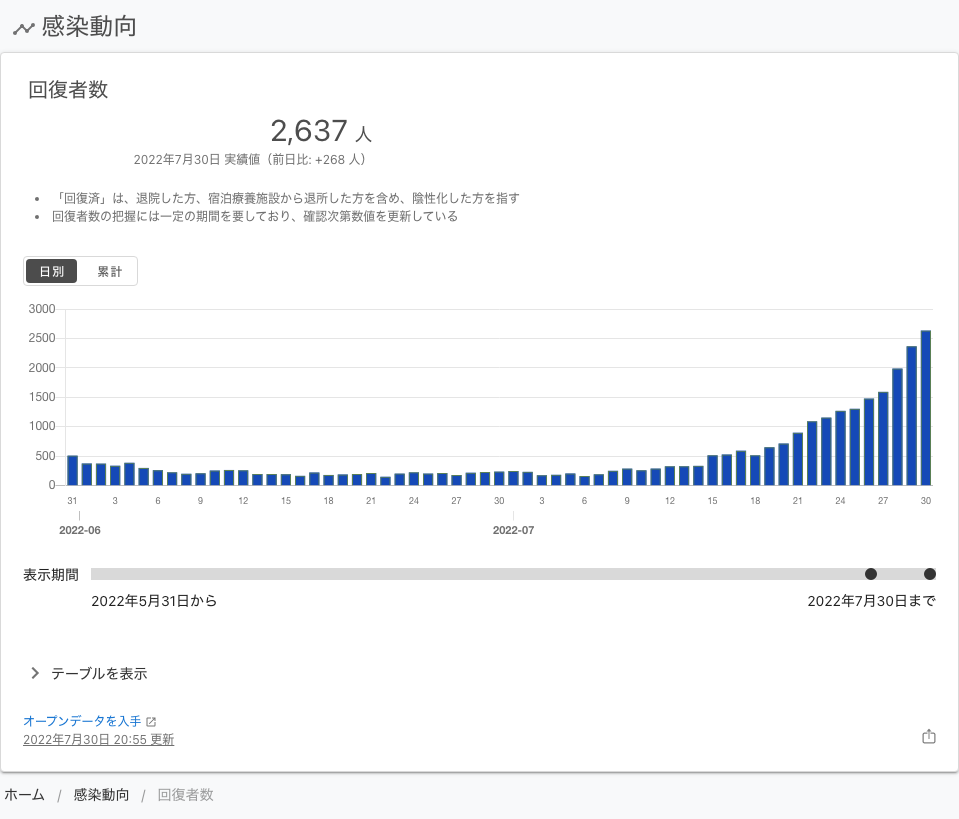 感染動向
回復者数
2,637 人
2022年7月30日 実績値（前日比: +268 人）
• 「回復済」は、退院した方、宿泊療養施設から退所した方を含め、陰性化した方を指す
• 回復者数の把握には一定の期間を要しており、確認次第数値を更新している
日別 累計
3000
2500
2000
1500
1000
500
0
31 3 6 9 12 15 18 21 24 27 30 3 6 9 12 15 18 21 24 27 30
2022-06 2022-07
表示期間
2022年5月31日から 2022年7月30日まで
テーブルを表示
オープンデータを入手
2022年7月30日 20:55 更新
ホーム / 感染動向 / 回復者数